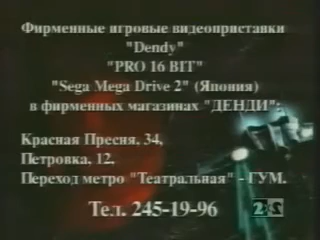 Фирменные игровые видеоприставки
"Dendy"
"PRO 16 BIT"
"Sega Mega Drive 2" (Япония)
в фирменных магазинах "ДЕНДИ":
Красная Пресня, 34,
Петровка, 12.
Переход метро "Театральная" - ГУМ.
Тел. 245-19-96
2x2